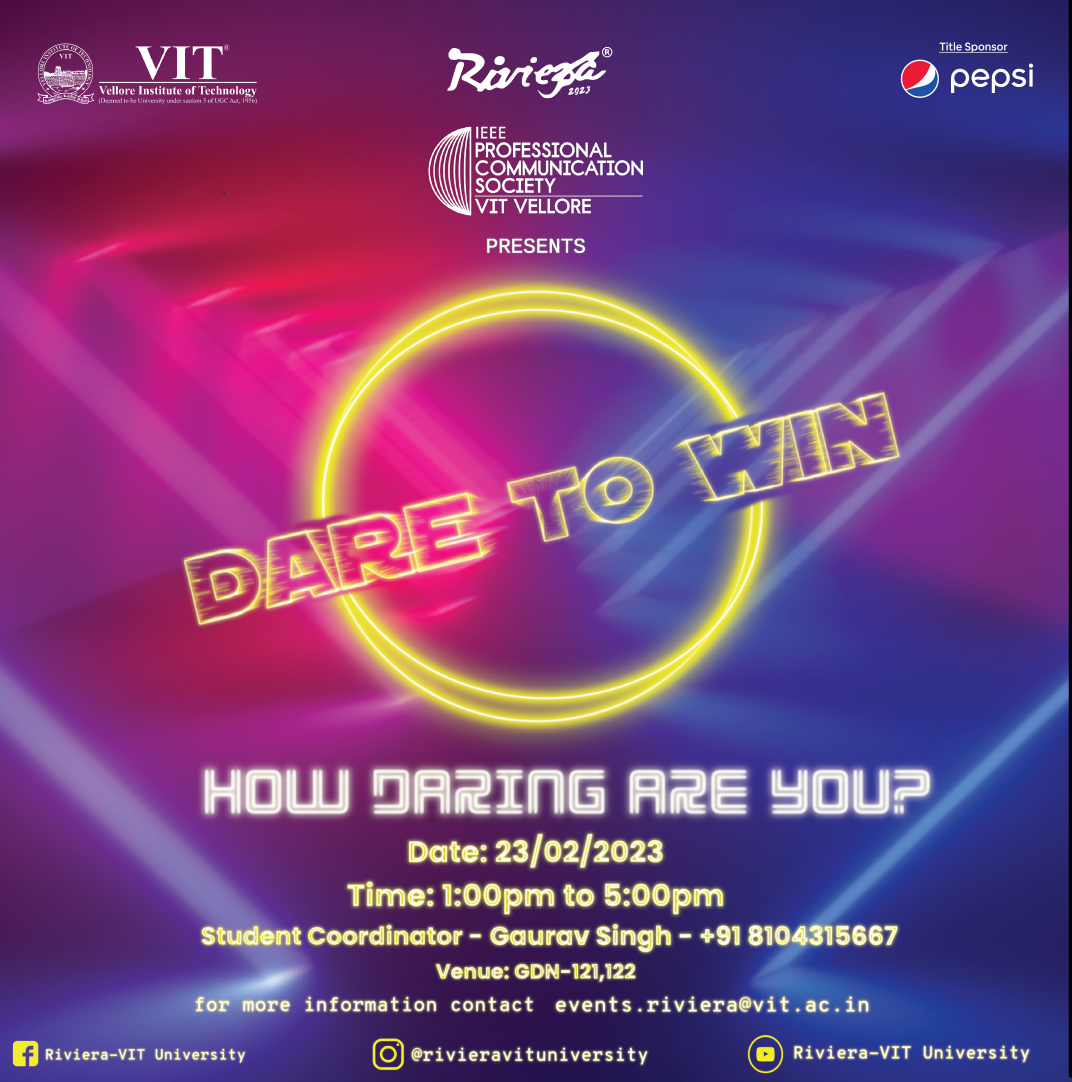 VIT®
Vellore Institute of Technology
(Deemed to be University under section 3 of UGC Act, 1956)
VIT
Riviera®
2023
Title Sponsor
pepsi
IEEE
PROFESSIONAL
COMMUNICATION
SOCIETY
VIT VELLORE
PRESENTS
DARE TO WIN
HOW DARING ARE YOU?
Date: 23/02/2023
Time: 1:00pm to 5:00pm
Student Coordinator - Gaurav Singh - +91 8104315667
Venue: GDN-121,122
for more information contact events.riviera@vit.ac.in
Riviera-VIT University
@rivieravituniversity
Riviera-VIT University